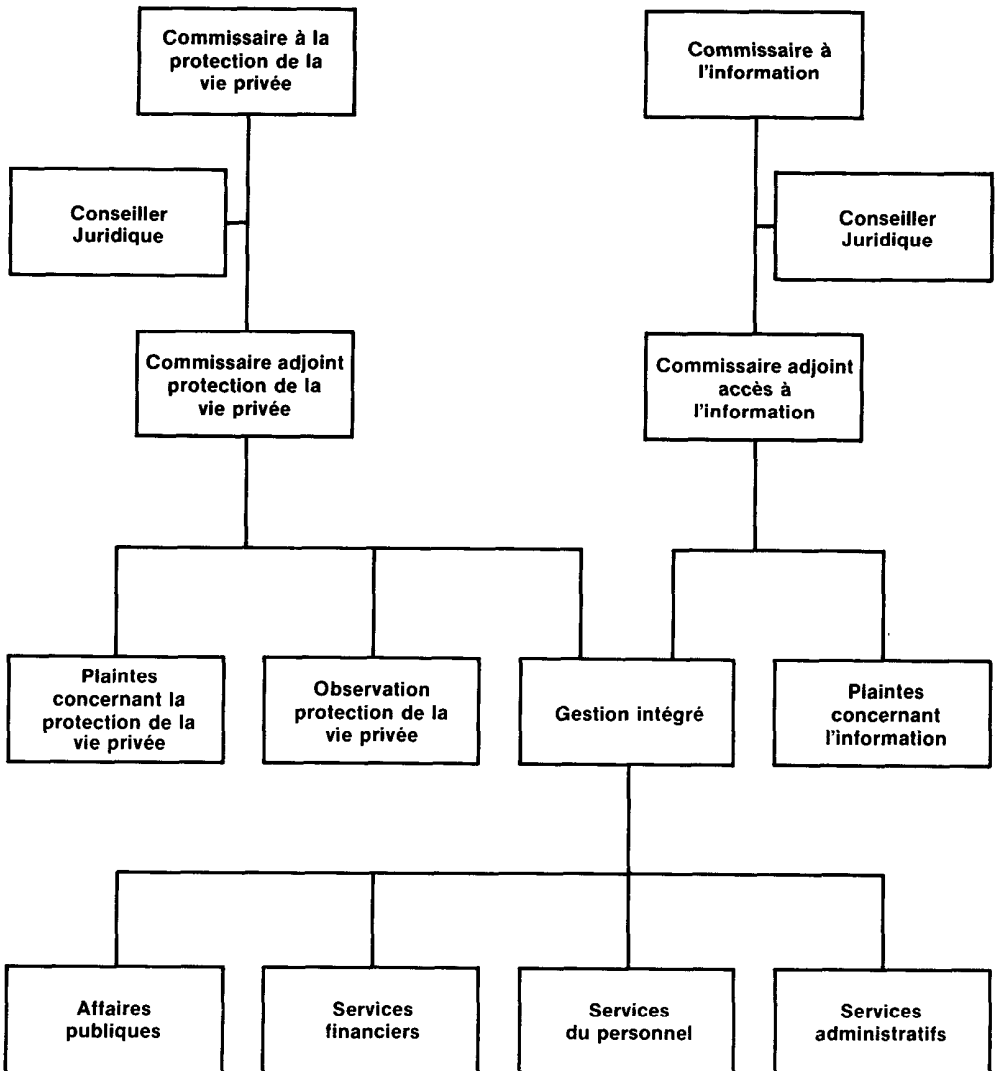 Commissaire à la
protection de la
vie privée
Commissaire à
l'information
Conseiller
Juridique
Conseiller
Juridique
Commissaire adjoint
protection de la
vie privée
Commissaire adjoint
accès à
l'information
Plaintes
concernant la
protection de la
vie privée
Observation
protection de la
vie privée
Gestion intégré
Plaintes
concernant
l'information
Affaires
publiques
Services
financiers
Services
du personnel
Services
administratifs